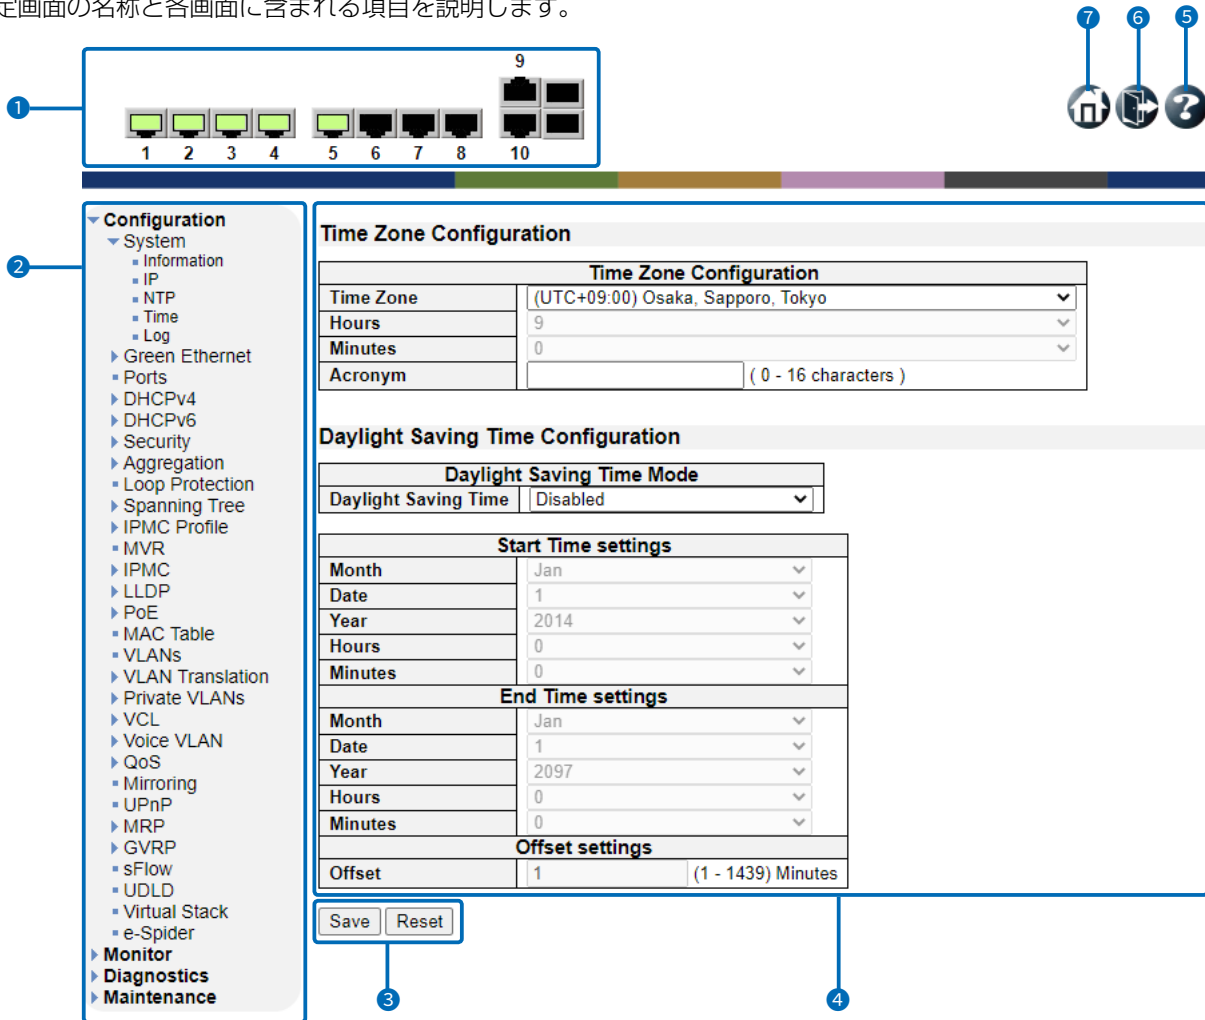 定画面の名称と各画面に含まれる項目を説明します。
7 6 5
9
1
1 2 3 4 5 6 7 8 10
2
Configuration
System
Information
IP
NTP
Time
Log
Green Ethernet
Ports
DHCPv4
DHCPv6
Security
Aggregation
Loop Protection
Spanning Tree
IPMC Profile
MVR
IPMC
LLDP
PoE
MAC Table
VLANs
VLAN Translation
Private VLANs
VCL
Voice VLAN
QoS
Mirroring
UPnP
MRP
GVRP
sFlow
UDLD
Virtual Stack
e-Spider
Monitor
Diagnostics
Maintenance
Time Zone Configuration
Time Zone Configuration
Time Zone (UTC+09:00) Osaka, Sapporo, Tokyo
Hours 9
Minutes 0
Acronym ( 0 - 16 characters )
Daylight Saving Time Configuration
Daylight Saving Time Mode
Daylight Saving Time Disabled
Start Time settings
Month Jan
Date 1
Year 2014
Hours 0
Minutes 0
End Time settings
Month Jan
Date 1
Year 2097
Hours 0
Minutes 0
Offset settings
Offset 1 (1 - 1439) Minutes
Save Reset
3 4